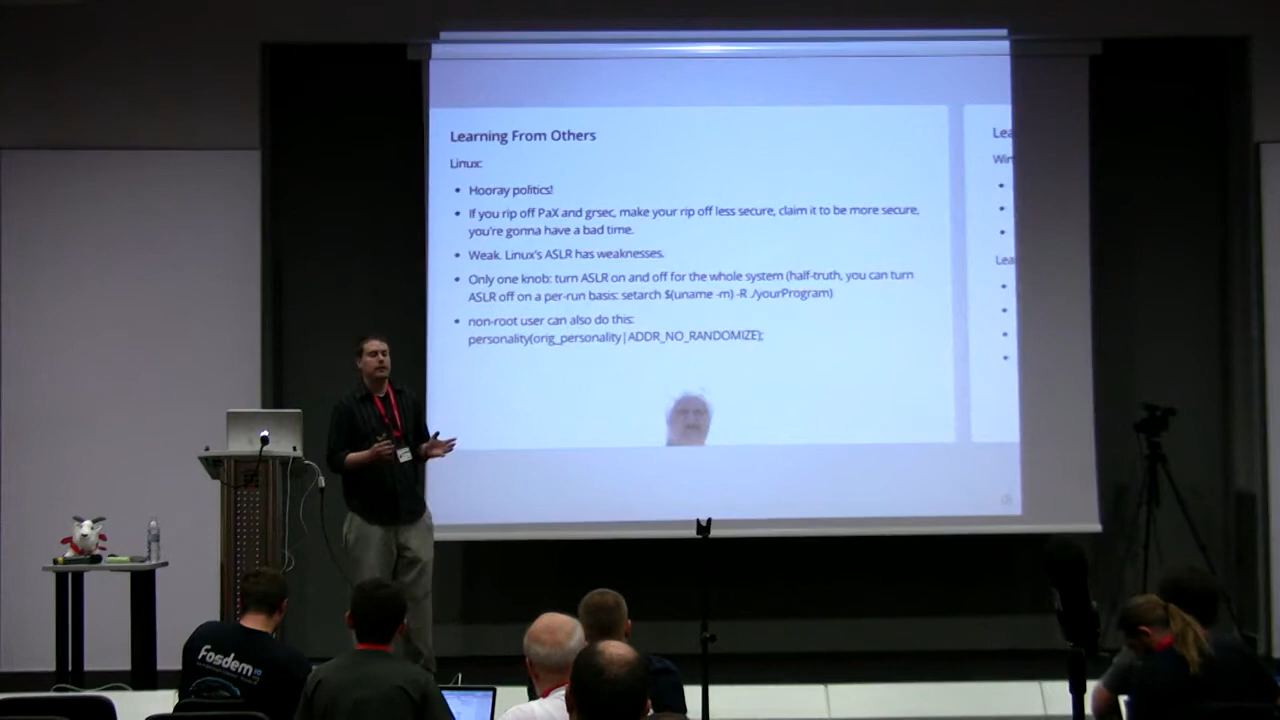 Learning From Others
Linux:
• Hooray politics!
• If you rip off PaX and grsec, make your rip off less secure, claim it to be more secure,
you're gonna have a bad time.
• Weak. Linux's ASLR has weaknesses.
• Only one knob: turn ASLR on and off for the whole system (half-truth, you can turn
ASLR off on a per-run basis: setarch $(uname -m) -R ./yourProgram)
• non-root user can also do this:
personality(orig_personality|ADDR_NO_RANDOMIZE);
Lea
Win
Lea
Fosdem